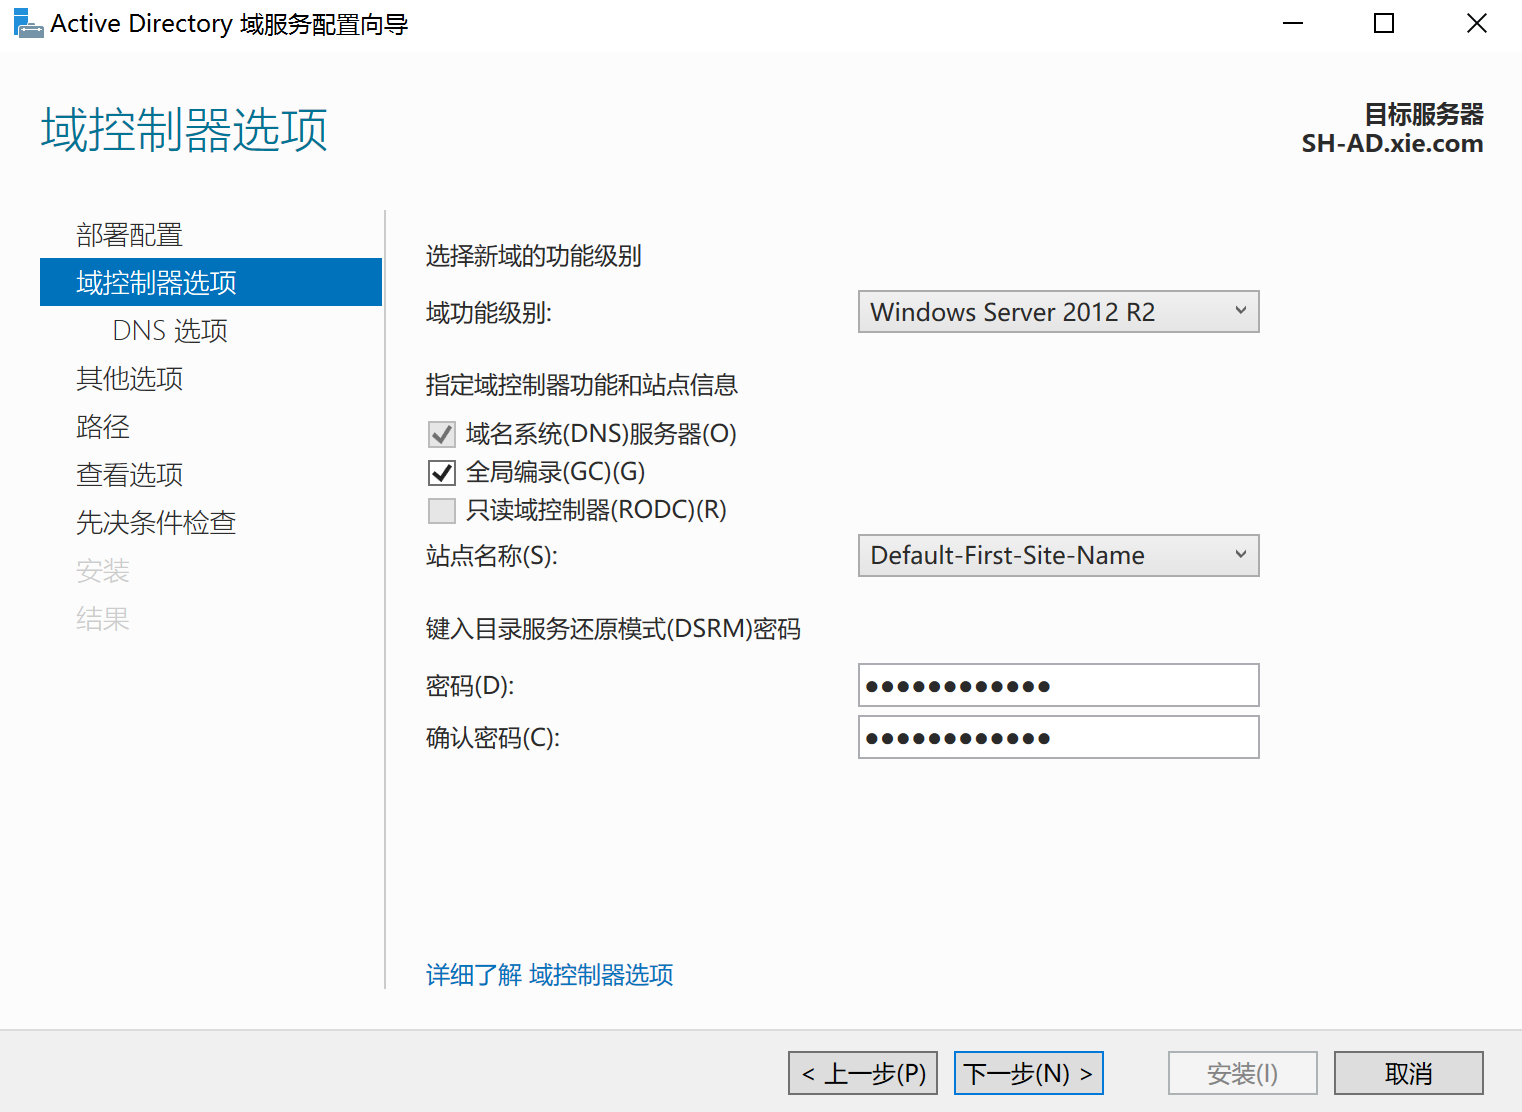 Active Directory 域服务配置向导
域控制器选项
目标服务器
SH-AD.xie.com
部署配置
域控制器选项
DNS 选项
其他选项
路径
查看选项
先决条件检查
安装
结果
选择新域的功能级别
域功能级别: Windows Server 2012 R2
指定域控制器功能和站点信息
域名系统(DNS)服务器(O)
全局编录(GC)(G)
只读域控制器(RODC)(R)
站点名称(S): Default-First-Site-Name
键入目录服务还原模式(DSRM)密码
密码(D): ●●●●●●●●●●●●
确认密码(C): ●●●●●●●●●●●●
详细了解 域控制器选项
< 上一步(P) 下一步(N) > 安装(I) 取消